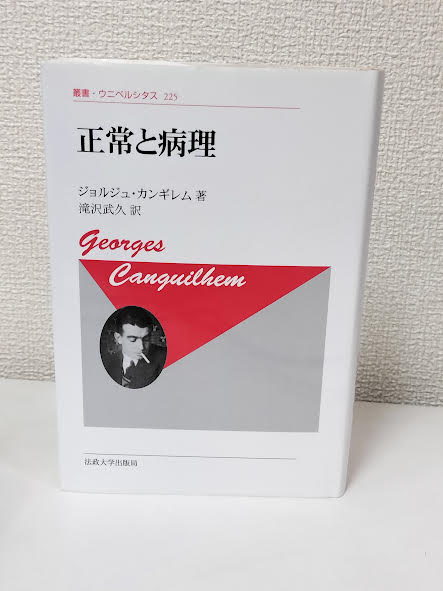 叢書・ウニベルシタス 225
正常と病理
ジョルジュ・カンギレム 著
滝沢武久 訳
Georges
Canguilhem
法政大学出版局